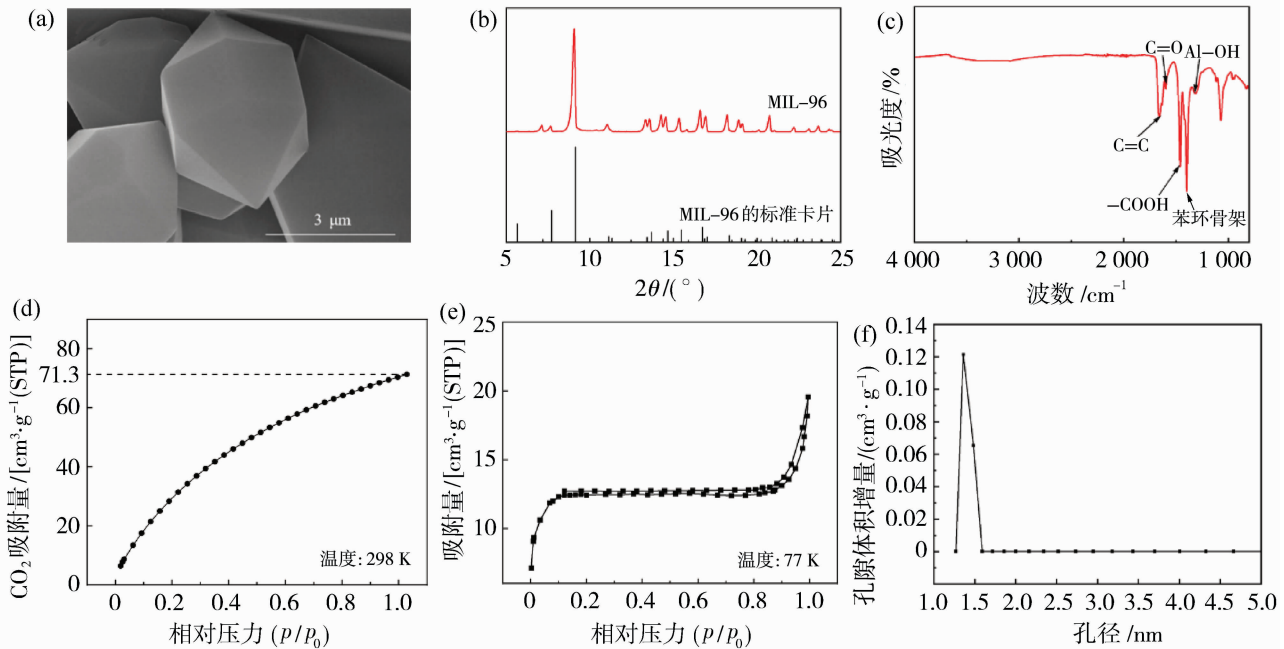 (a)
3 μm
(b)
MIL-96
MIL-96的标准卡片
5 10 15 20 25
2θ/(°)
(c)
C=O
Al-OH
C=C
-COOH
苯环骨架
吸光度/%
4 000 3 000 2 000 1 000
波数/cm⁻¹
(d)
80
71.3
60
40
20
0
CO₂吸附量/[cm³·g⁻¹(STP)]
温度:298 K
0 0.2 0.4 0.6 0.8 1.0
相对压力(p/p₀)
(e)
25
20
15
10
吸附量/[cm³·g⁻¹(STP)]
温度:77 K
0 0.2 0.4 0.6 0.8 1.0
相对压力(p/p₀)
(f)
0.14
0.12
0.10
0.08
0.06
0.04
0.02
0
孔隙体积增量/(cm³·g⁻¹)
1.0 1.5 2.0 2.5 3.0 3.5 4.0 4.5 5.0
孔径/nm